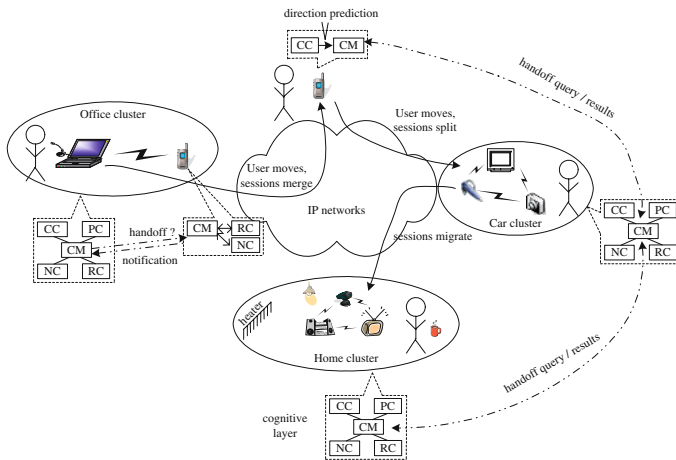 direction prediction
CC CM
handoff query / results
Office cluster
User moves,
sessions split
User moves,
sessions merge
IP networks
Car cluster
sessions migrate
CC PC
CM
NC RC
handoff ?
notification
CM RC
NC
CC PC
CM
NC RC
heater
Home cluster
handoff query / results
cognitive
layer
CC PC
CM
NC RC